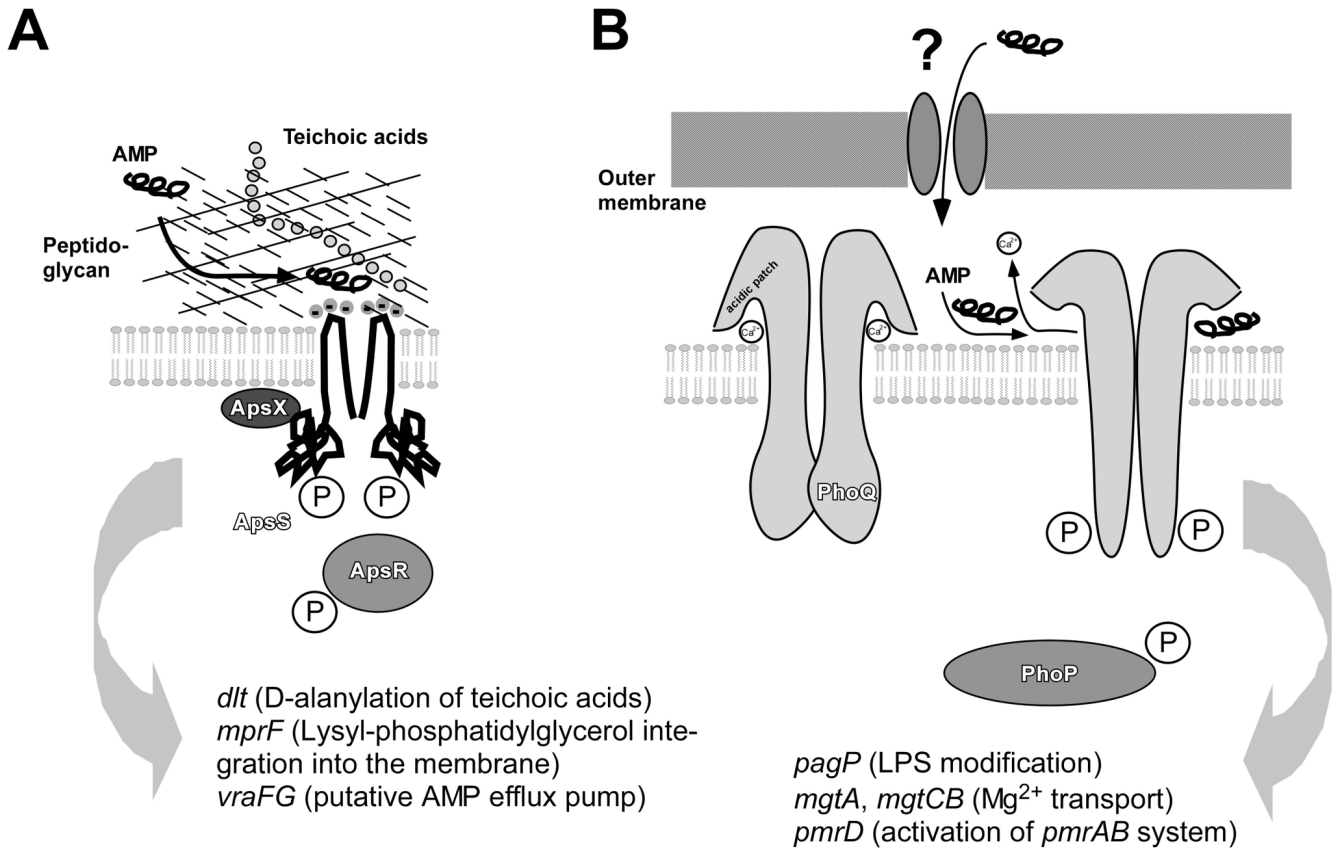 A
Teichoic acids
AMP
Peptido-
glycan
- - - - - -
ApsX
P P
ApsS
ApsR
P
dlt (D-alanylation of teichoic acids)
mprF (Lysyl-phosphatidylglycerol inte-
gration into the membrane)
vraFG (putative AMP efflux pump)
B
?
Outer
membrane
acidic patch
Ca²⁺
Ca²⁺
Ca²⁺
AMP
PhoQ
P P
P
PhoP
pagP (LPS modification)
mgtA, mgtCB (Mg²⁺ transport)
pmrD (activation of pmrAB system)